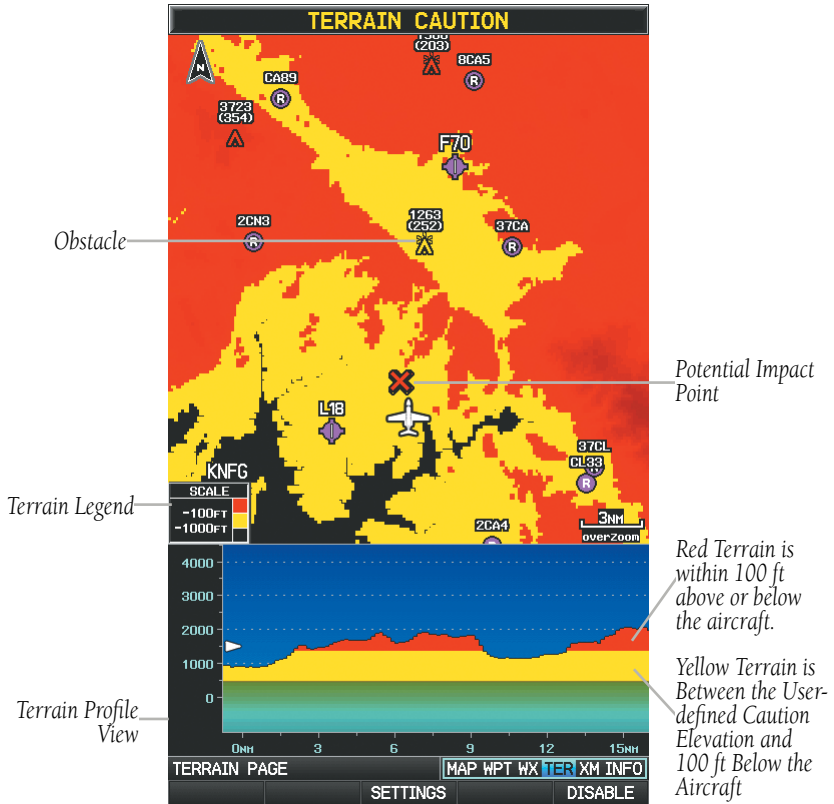 TERRAIN CAUTION
(203)
8CA5
CA89
R
R
3723
(354)
F70
N
2CN3
R
1263
(252)
37CA
R
Obstacle
Potential Impact
Point
L18
KNFG
37CL
CL33
R
Terrain Legend
SCALE
-100FT
-1000FT
2CA4
3NM
overZoom
4000
3000
2000
1000
0
Red Terrain is
within 100 ft
above or below
the aircraft.
Yellow Terrain is
Between the User-
defined Caution
Elevation and
100 ft Below the
Aircraft
Terrain Profile
View
0NM
3
6
9
12
15NM
TERRAIN PAGE
MAP WPT WX TER XM INFO
SETTINGS
DISABLE